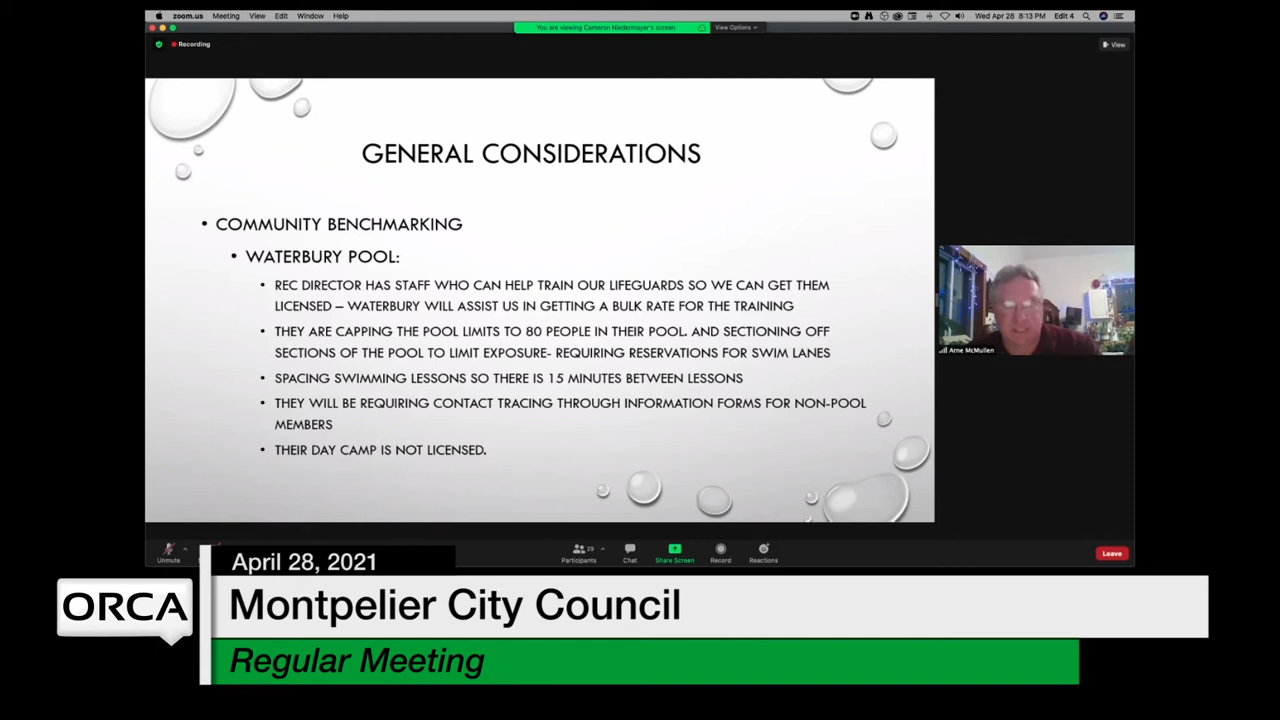 zoom.us Meeting View Edit Window Help
Wed Apr 28 8:13 PM Edit 4
You are viewing Cameron Niedermayer's screen
View Options
Recording
View
GENERAL CONSIDERATIONS
• COMMUNITY BENCHMARKING
• WATERBURY POOL:
• REC DIRECTOR HAS STAFF WHO CAN HELP TRAIN OUR LIFEGUARDS SO WE CAN GET THEM
LICENSED – WATERBURY WILL ASSIST US IN GETTING A BULK RATE FOR THE TRAINING
• THEY ARE CAPPING THE POOL LIMITS TO 80 PEOPLE IN THEIR POOL. AND SECTIONING OFF
SECTIONS OF THE POOL TO LIMIT EXPOSURE- REQUIRING RESERVATIONS FOR SWIM LANES
• SPACING SWIMMING LESSONS SO THERE IS 15 MINUTES BETWEEN LESSONS
• THEY WILL BE REQUIRING CONTACT TRACING THROUGH INFORMATION FORMS FOR NON-POOL
MEMBERS
• THEIR DAY CAMP IS NOT LICENSED.
Arne McMullen
29
Unmute
Participants
Chat
Share Screen
Record
Reactions
Leave
April 28, 2021
ORCA
Montpelier City Council
Regular Meeting